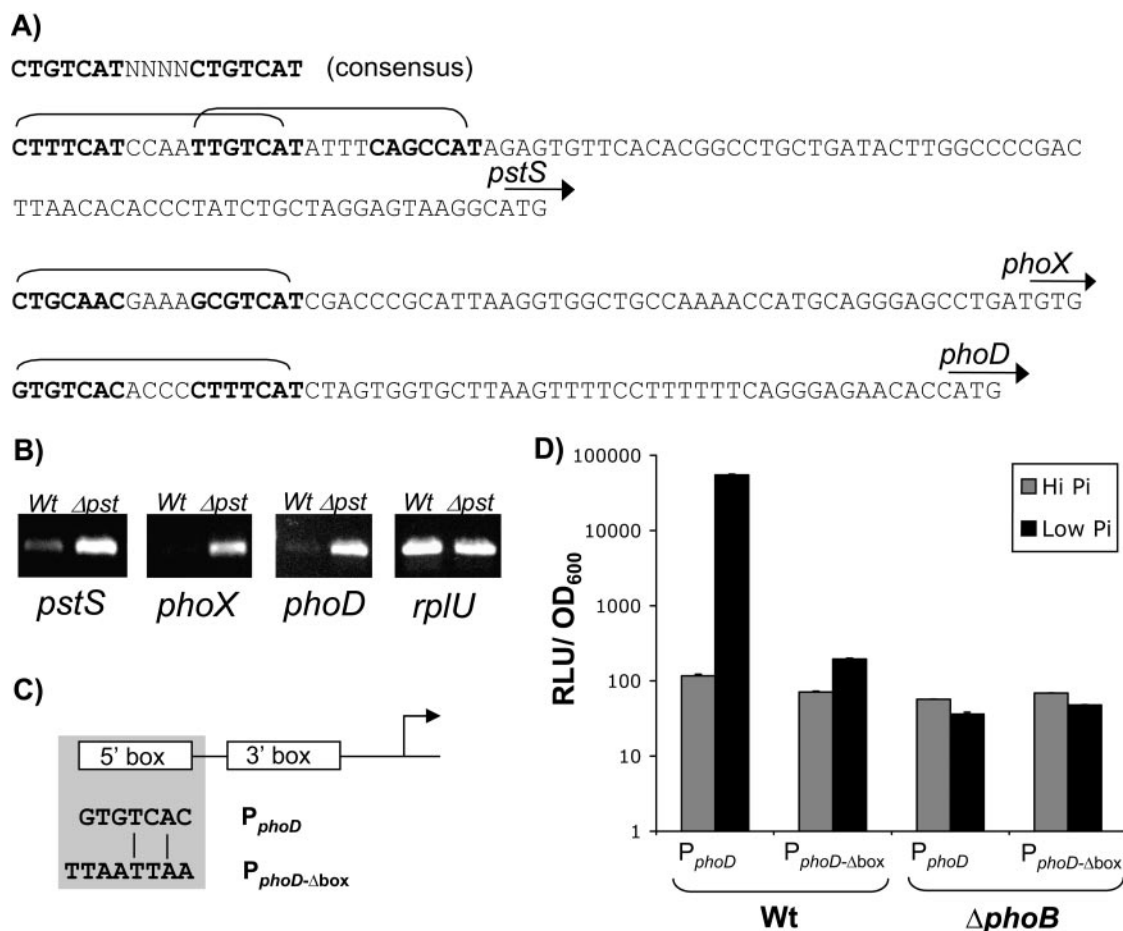 A)
CTGTCATNNNNCTGTCAT (consensus)
CTTTCATCCAATTGTCATATTTCAGCCATAGAGTGTTCACACGGCCTGCTGATACTTGGCCCCGAC
pstS
TTAACACACCCTATCTGCTAGGAGTAAGGCATG
phoX
CTGCAACGAAAGCGTCATCGACCCGCATTAAGGTGGCTGCCAAAACCATGCAGGGAGCCTGATGTG
phoD
GTGTCACACCCCTTTCATCTAGTGGTGCTTAAGTTTTCCTTTTTTCAGGGAGAACACCATG
B)
Wt Δpst Wt Δpst Wt Δpst Wt Δpst
pstS phoX phoD rplU
C)
5' box 3' box
GTGTCAC PphoD
TTAATTAA PphoD-Δbox
D)
100000
10000
1000
100
10
1
RLU/ OD600
Hi Pi
Low Pi
PphoD PphoD-Δbox PphoD PphoD-Δbox
Wt ΔphoB